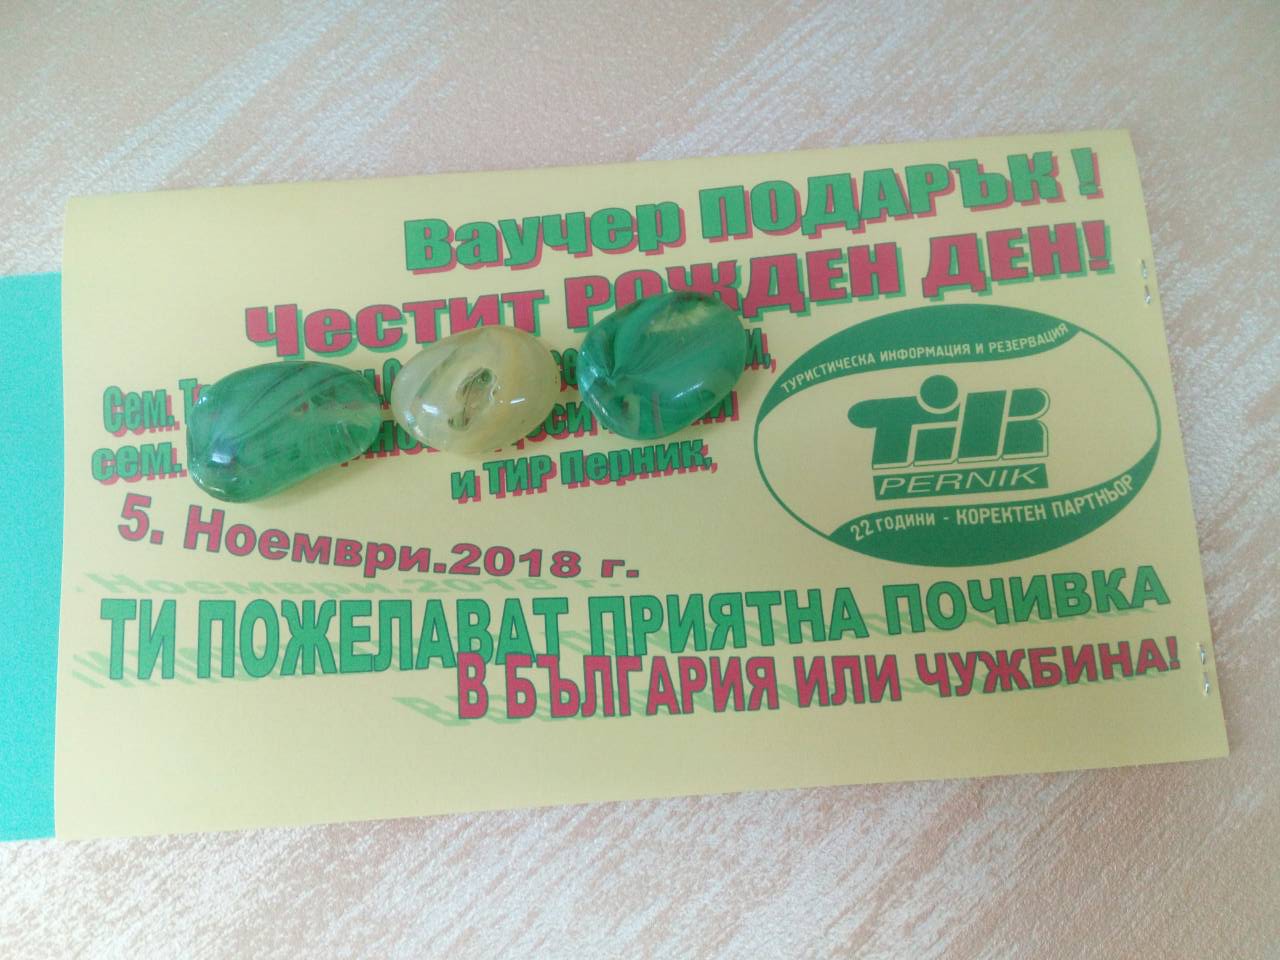 Ваучер ПОДАРЪК !
Честит РОЖДЕН ДЕН!
Сем.
сем.
и ТИР Перник,
5. Ноември.2018 г.
ТИ ПОЖЕЛАВАТ ПРИЯТНА ПОЧИВКА
В БЪЛГАРИЯ ИЛИ ЧУЖБИНА!
ТУРИСТИЧЕСКА ИНФОРМАЦИЯ И РЕЗЕРВАЦИЯ
TiR
PERNIK
22 ГОДИНИ - КОРЕКТЕН ПАРТНЬОР